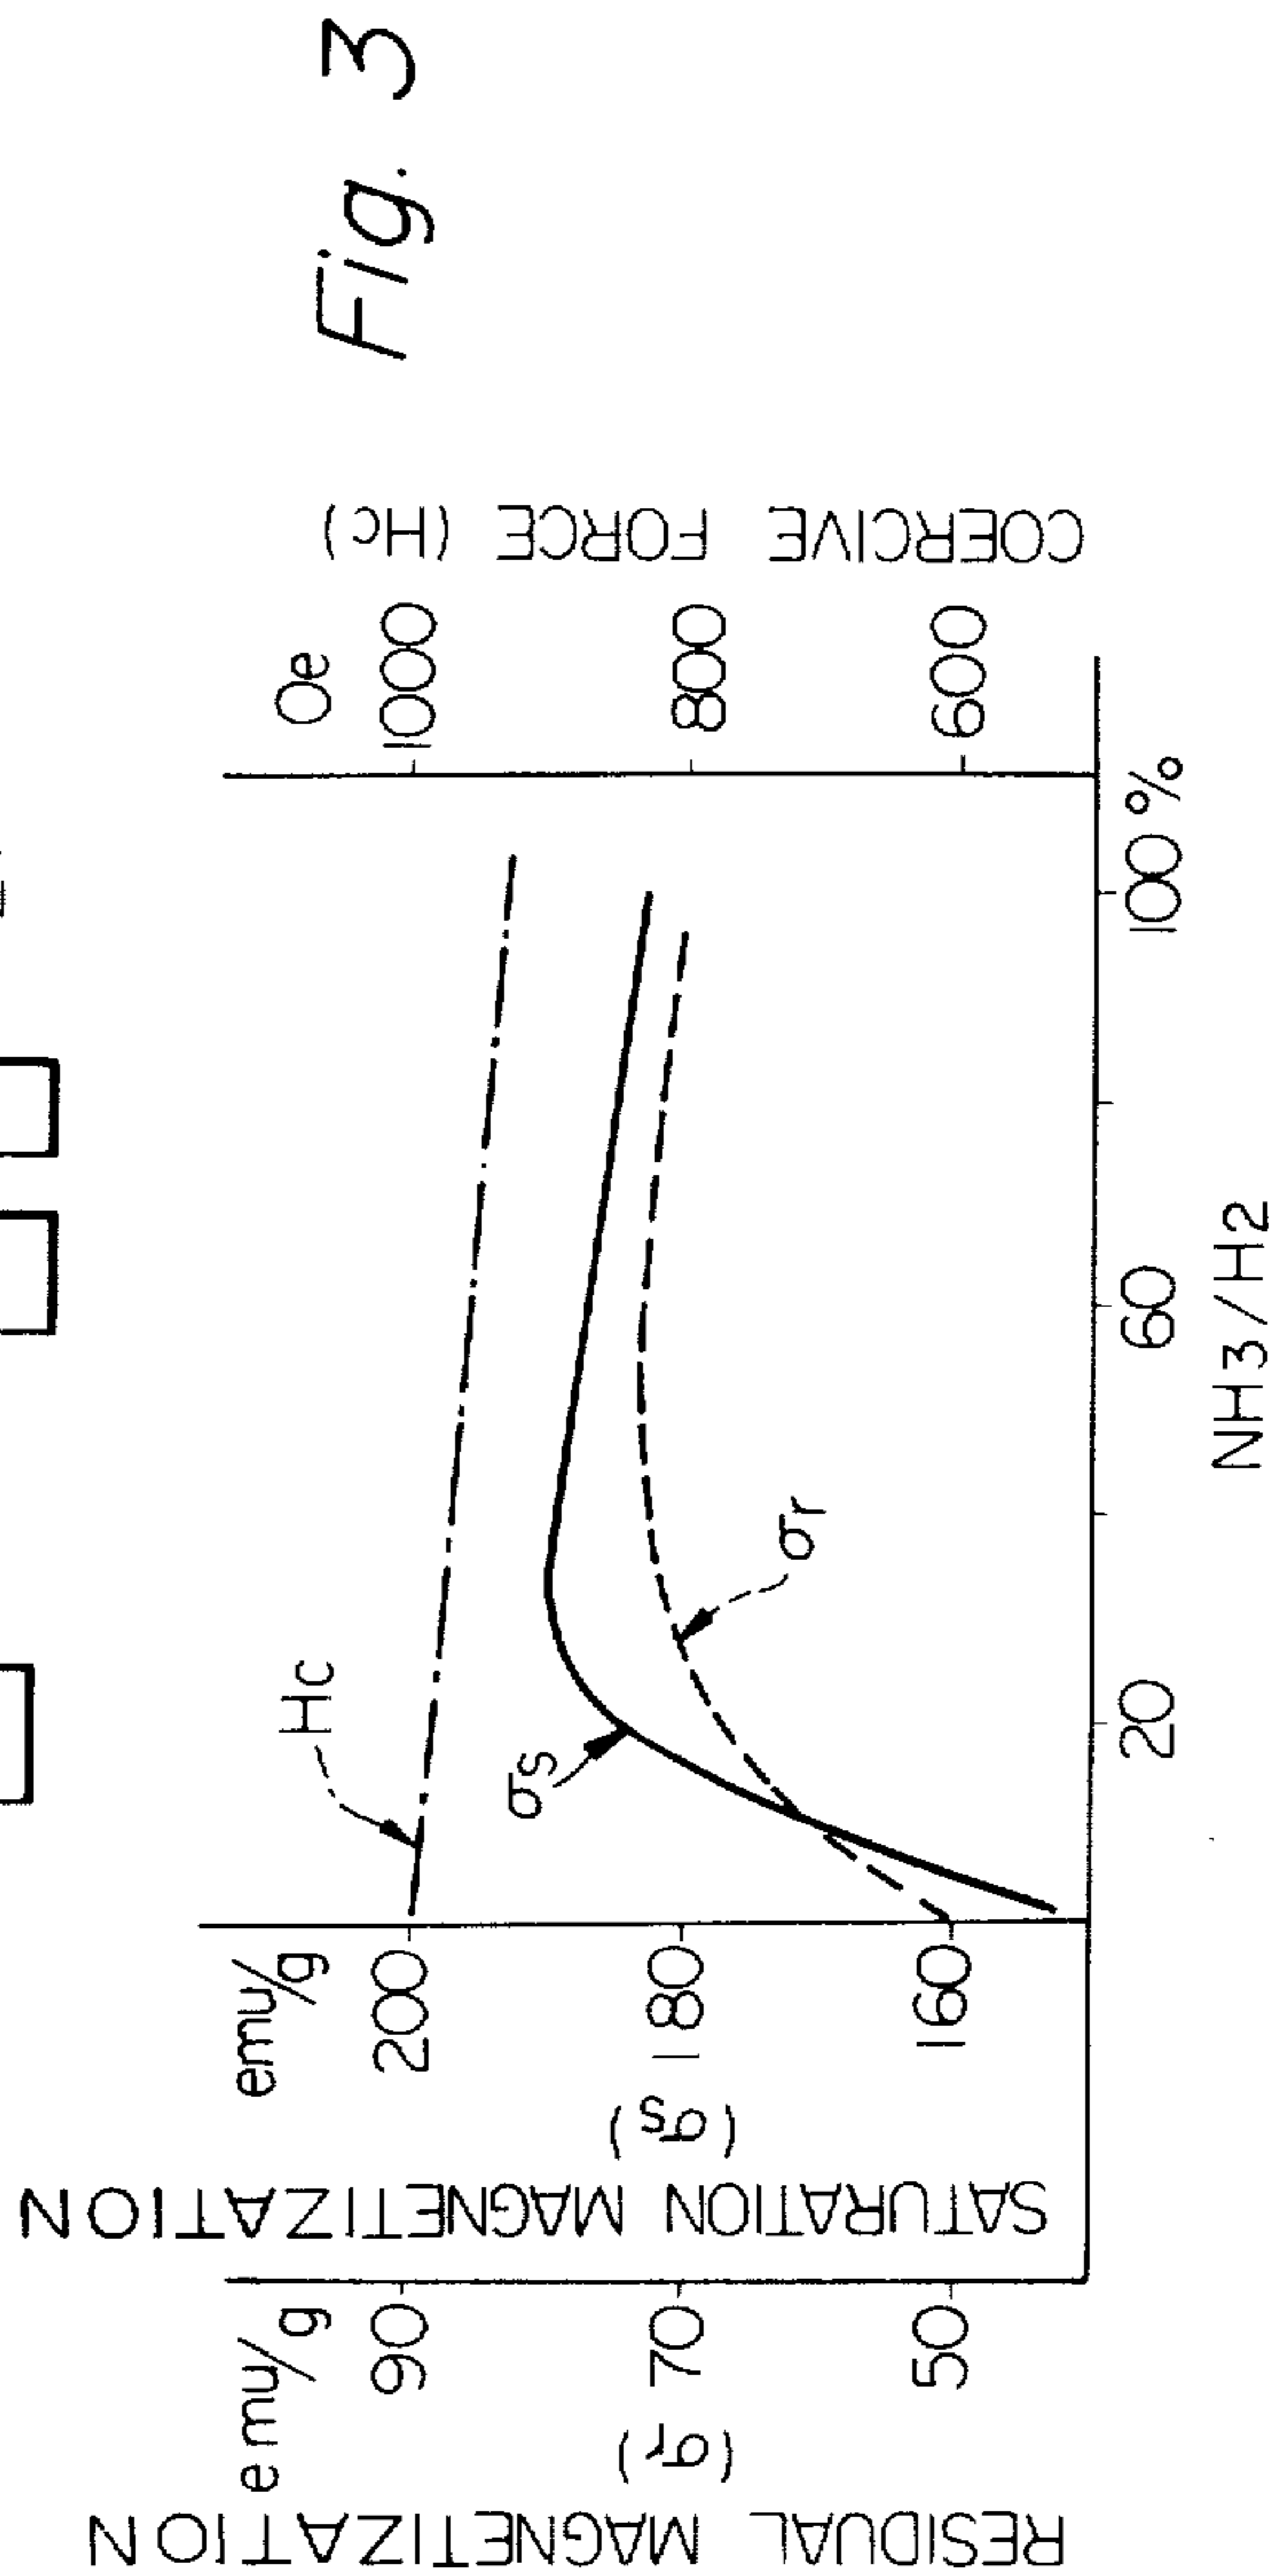 Fig. 3
RESIDUAL MAGNETIZATION
(σr)
emu/g
90
70
50
SATURATION MAGNETIZATION
(σs)
emu/g
200
180
160
Hc
σs
σr
Oe
1000
800
600
COERCIVE FORCE (Hc)
20
60
100 %
NH3/H2